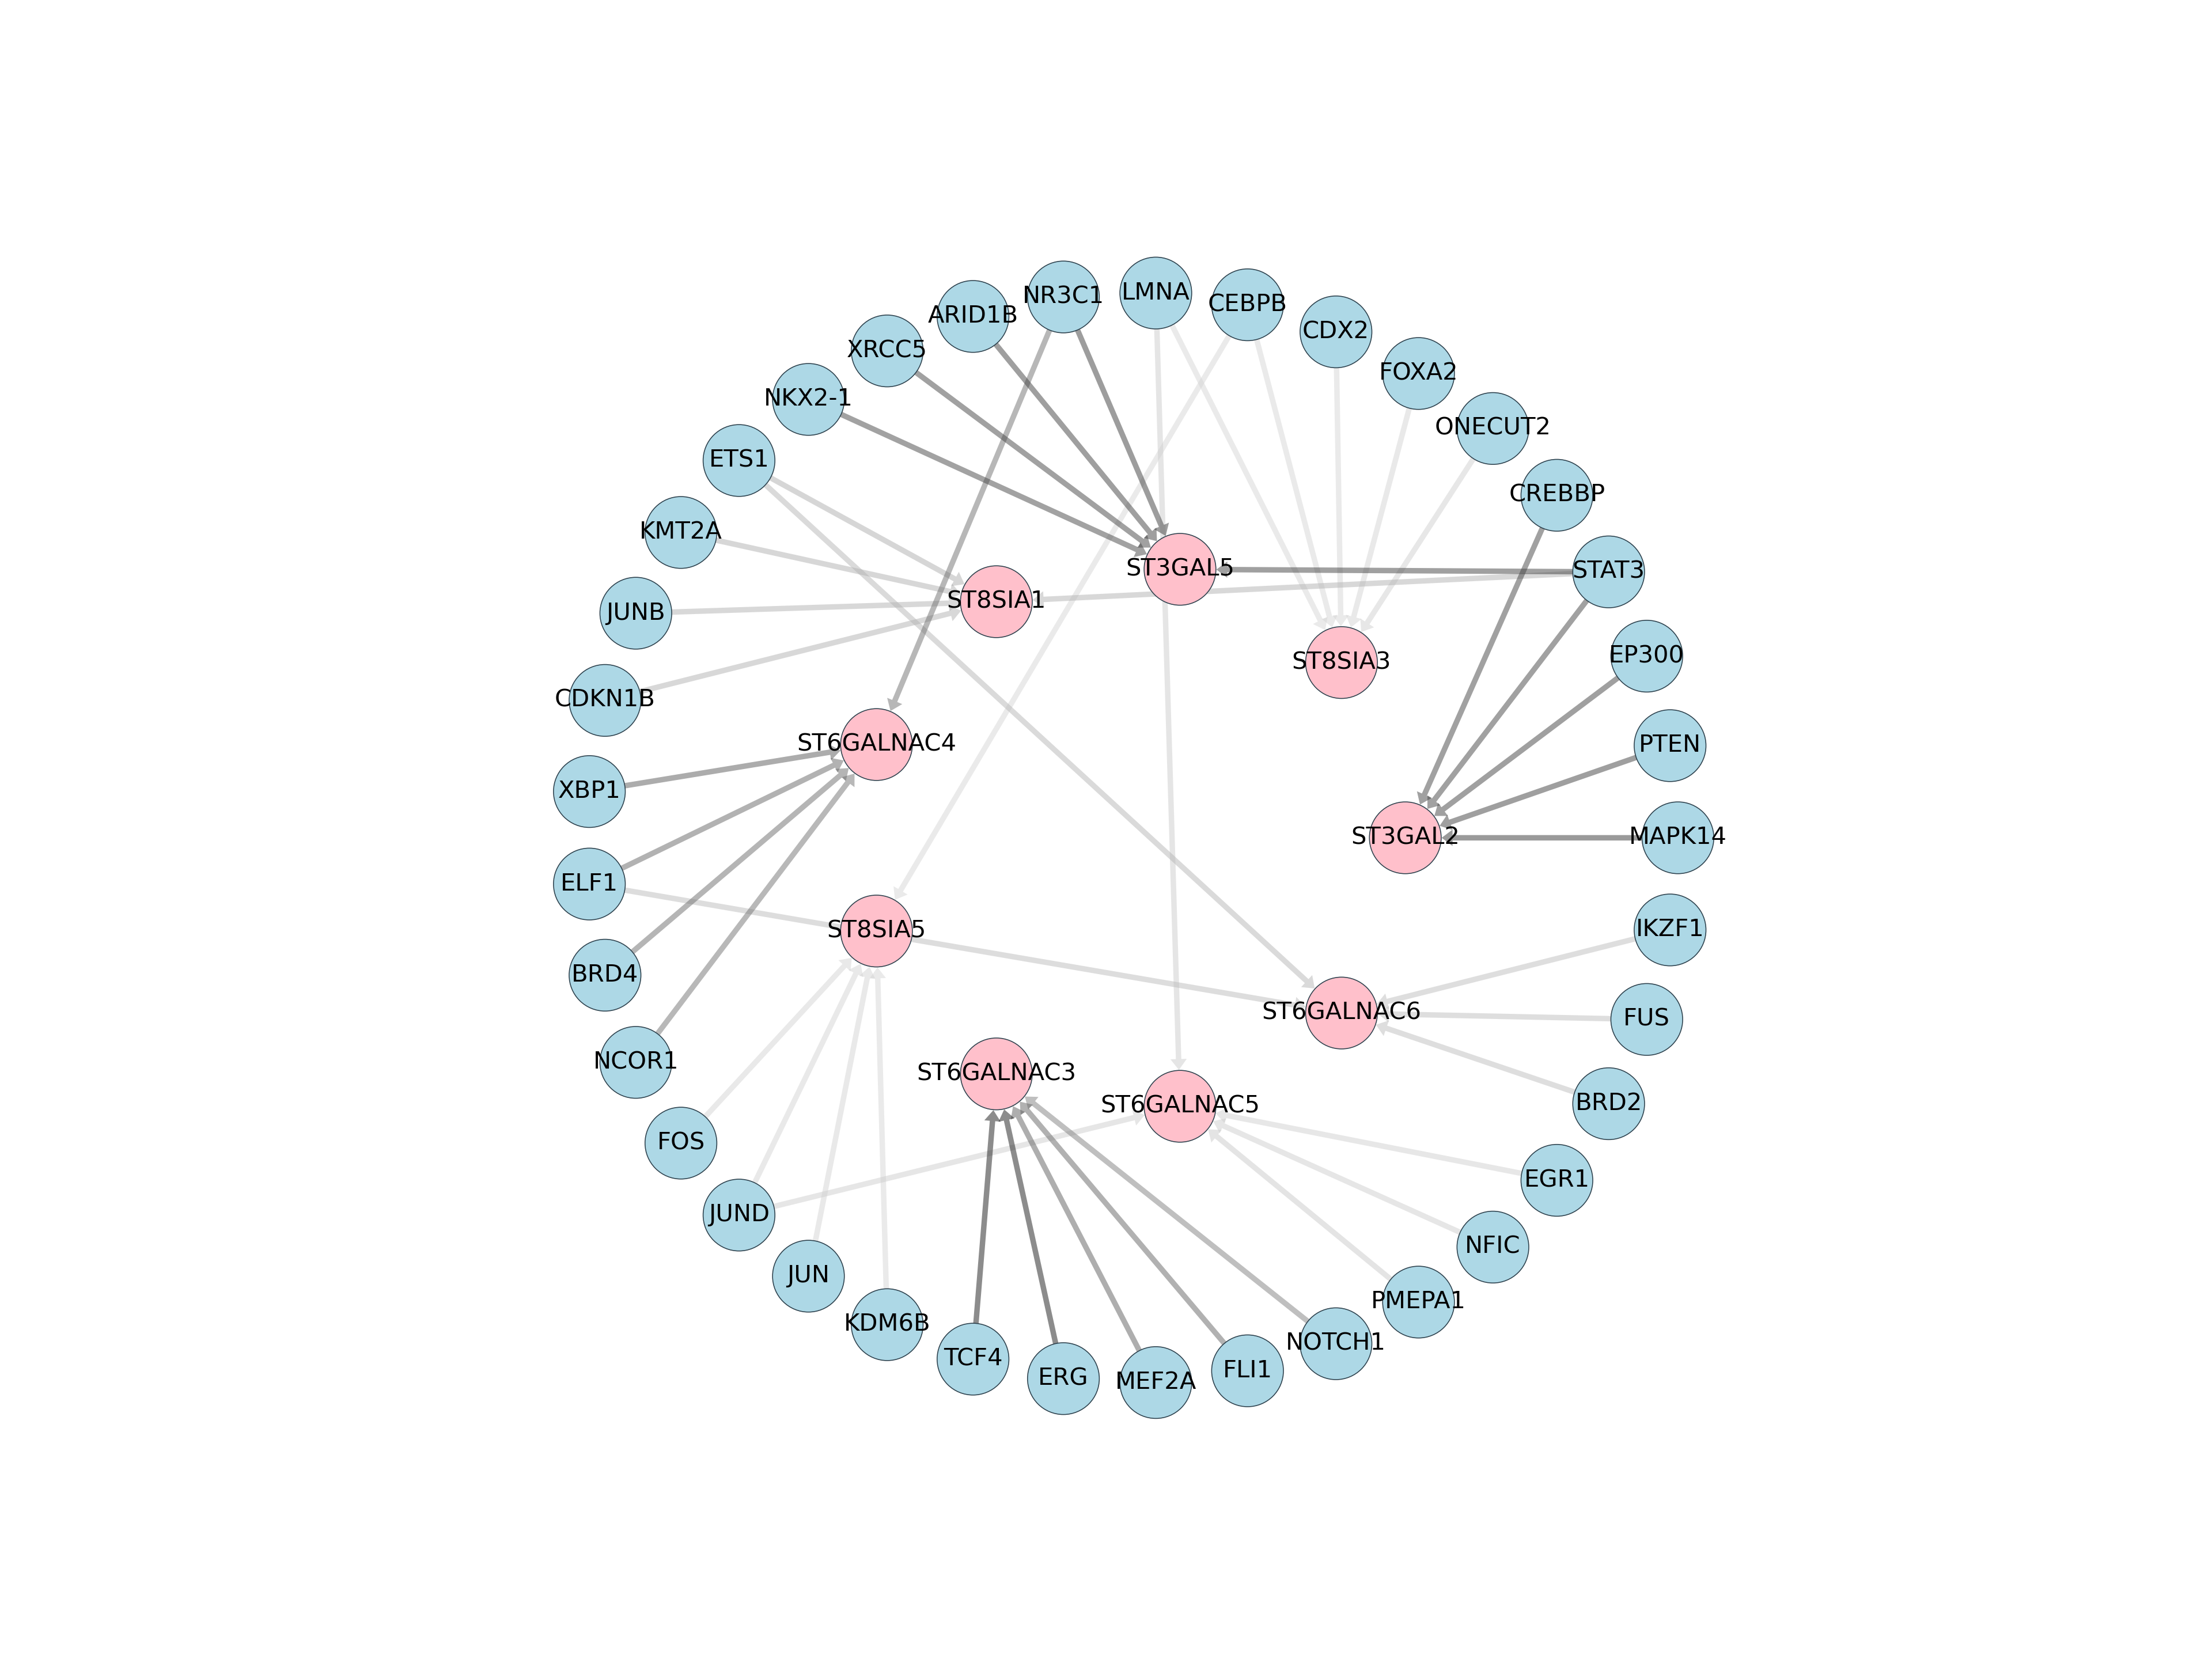 LMNA
NR3C1
CEBPB
ARID1B
CDX2
XRCC5
FOXA2
NKX2-1
ONECUT2
ETS1
CREBBP
KMT2A
ST3GAL5
STAT3
ST8SIA1
JUNB
EP300
ST8SIA3
CDKN1B
ST6GALNAC4
PTEN
XBP1
ST3GAL2
MAPK14
ELF1
ST8SIA5
IKZF1
BRD4
ST6GALNAC6
FUS
NCOR1
ST6GALNAC3
ST6GALNAC5
BRD2
FOS
EGR1
JUND
NFIC
JUN
PMEPA1
KDM6B
NOTCH1
TCF4
FLI1
ERG
MEF2A